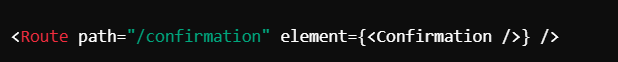 <Route path="/confirmation" element={<Confirmation />} />